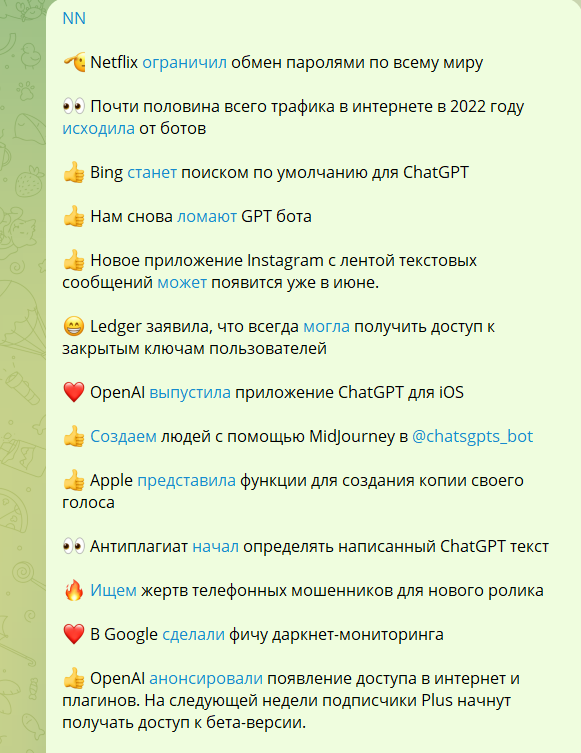 NN
🫡 Netflix ограничил обмен паролями по всему миру
👀 Почти половина всего трафика в интернете в 2022 году
исходила от ботов
👍 Bing станет поиском по умолчанию для ChatGPT
👍 Нам снова ломают GPT бота
👍 Новое приложение Instagram с лентой текстовых
сообщений может появится уже в июне.
😁 Ledger заявила, что всегда могла получить доступ к
закрытым ключам пользователей
❤️ OpenAI выпустила приложение ChatGPT для iOS
👍 Создаем людей с помощью MidJourney в @chatsgpts_bot
👍 Apple представила функции для создания копии своего
голоса
👀 Антиплагиат начал определять написанный ChatGPT текст
🔥 Ищем жертв телефонных мошенников для нового ролика
❤️ В Google сделали фичу даркнет-мониторинга
👍 OpenAI анонсировали появление доступа в интернет и
плагинов. На следующей недели подписчики Plus начнут
получать доступ к бета-версии.